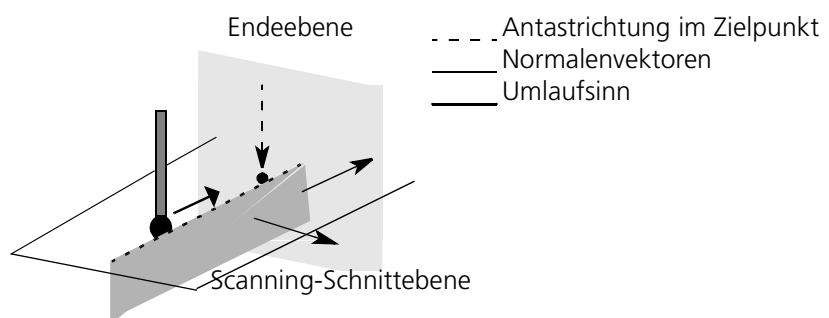 Endeebene
Antastrichtung im Zielpunkt
Normalenvektoren
Umlaufsinn
Scanning-Schnittebene